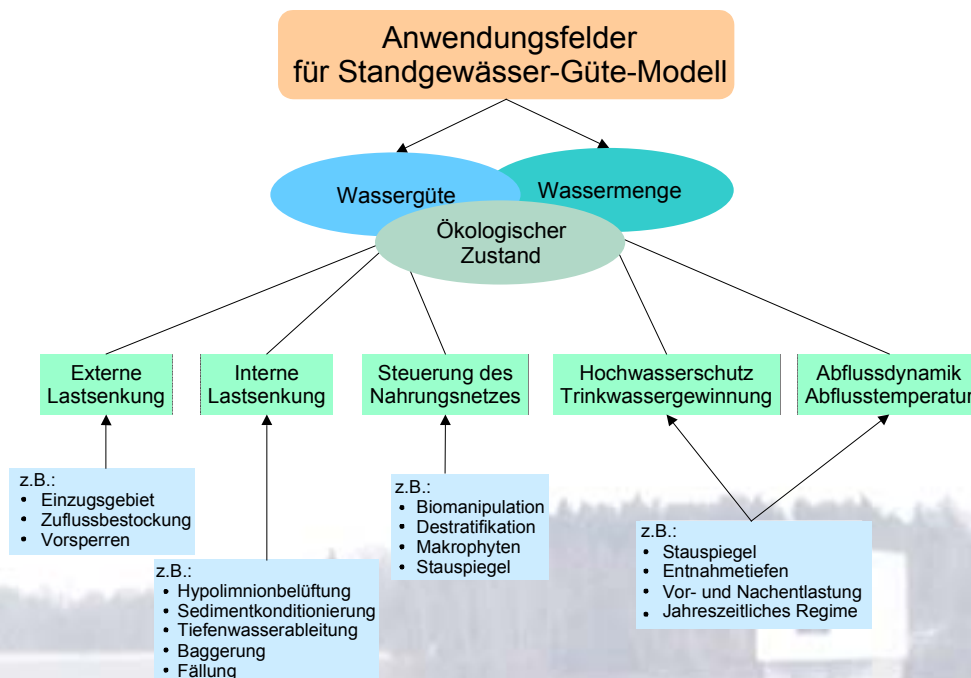 Anwendungsfelder
für Standgewässer-Güte-Modell
Wassergüte
Wassermenge
Ökologischer
Zustand
Externe
Lastsenkung
Interne
Lastsenkung
Steuerung des
Nahrungsnetzes
Hochwasserschutz
Trinkwassergewinnung
Abflussdynamik
Abflusstemperatur
z.B.:
• Einzugsgebiet
• Zuflussbestockung
• Vorsperren
z.B.:
• Hypolimnionbelüftung
• Sedimentkonditionierung
• Tiefenwasserableitung
• Baggerung
• Fällung
z.B.:
• Biomanipulation
• Destratifikation
• Makrophyten
• Stauspiegel
z.B.:
• Stauspiegel
• Entnahmetiefen
• Vor- und Nachentlastung
• Jahreszeitliches Regime